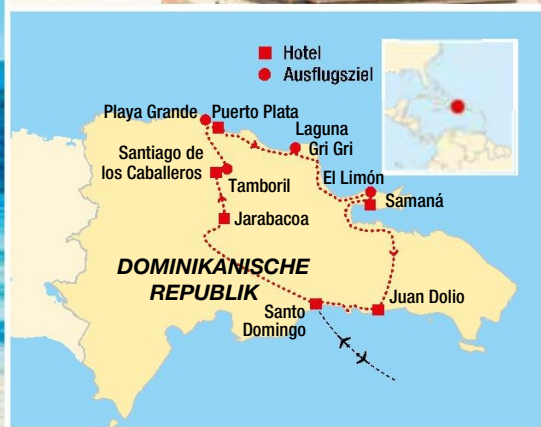 Hotel
Ausflugsziel
Playa Grande
Puerto Plata
Laguna
Gri Gri
Santiago de
los Caballeros
Tamboril
El Limón
Samaná
Jarabacoa
DOMINIKANISCHE
REPUBLIK
Juan Dolio
Santo
Domingo